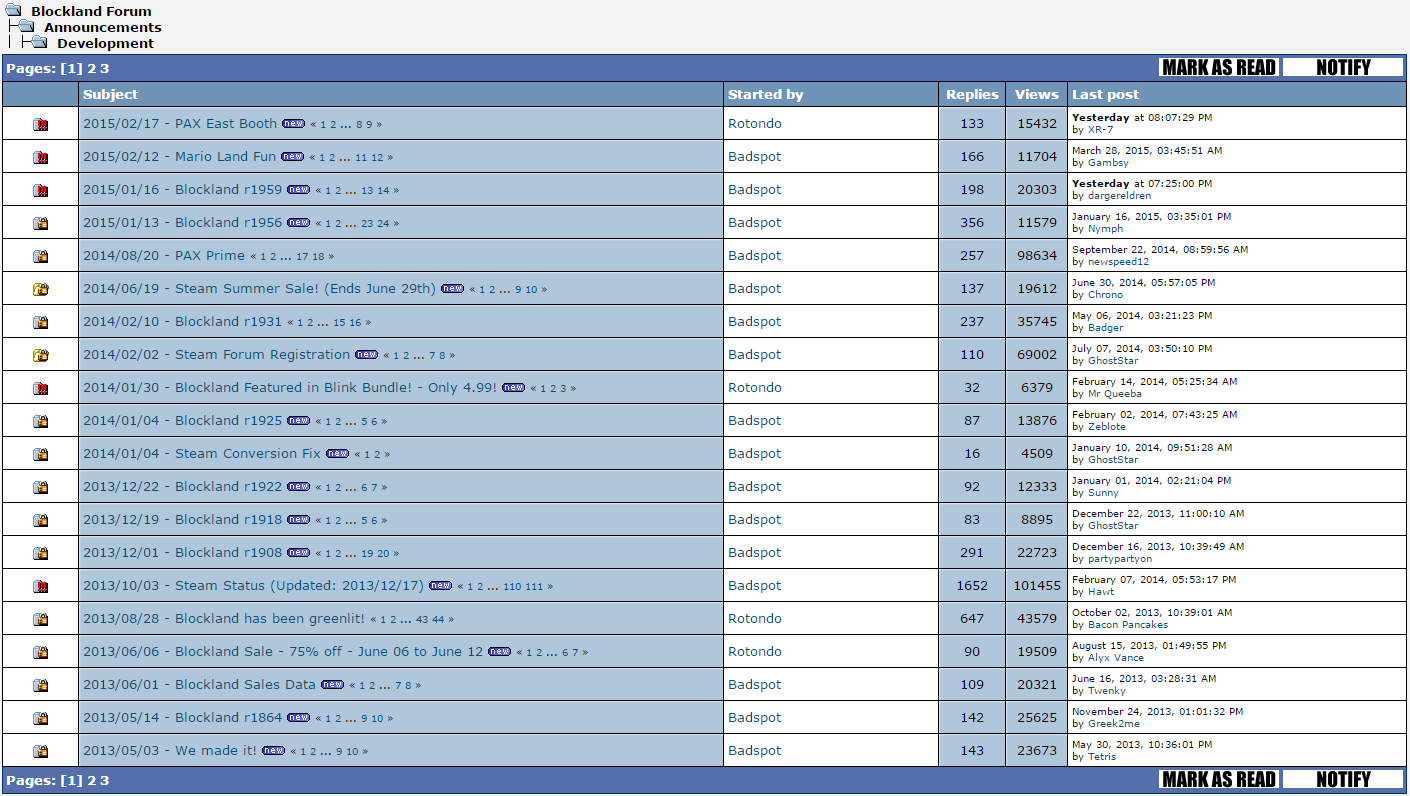 Blockland Forum
Announcements
Development
Pages: [1] 2 3 MARK AS READ NOTIFY
Subject Started by Replies Views Last post
2015/02/17 - PAX East Booth new « 1 2 ... 8 9 » Rotondo 133 15432 Yesterday at 08:07:29 PM
by XR-7
2015/02/12 - Mario Land Fun new « 1 2 ... 11 12 » Badspot 166 11704 March 28, 2015, 03:45:51 AM
by Gambsy
2015/01/16 - Blockland r1959 new « 1 2 ... 13 14 » Badspot 198 20303 Yesterday at 07:25:00 PM
by dargereldren
2015/01/13 - Blockland r1956 new « 1 2 ... 23 24 » Badspot 356 11579 January 16, 2015, 03:35:01 PM
by Nymph
2014/08/20 - PAX Prime « 1 2 ... 17 18 » Badspot 257 98634 September 22, 2014, 08:59:56 AM
by newspeed12
2014/06/19 - Steam Summer Sale! (Ends June 29th) new « 1 2 ... 9 10 » Badspot 137 19612 June 30, 2014, 05:57:05 PM
by Chrono
2014/02/10 - Blockland r1931 « 1 2 ... 15 16 » Badspot 237 35745 May 06, 2014, 03:21:23 PM
by Badger
2014/02/02 - Steam Forum Registration new « 1 2 ... 7 8 » Badspot 110 69002 July 07, 2014, 03:50:10 PM
by GhostStar
2014/01/30 - Blockland Featured in Blink Bundle! - Only 4.99! new « 1 2 3 » Rotondo 32 6379 February 14, 2014, 05:25:34 AM
by Mr Queeba
2014/01/04 - Blockland r1925 new « 1 2 ... 5 6 » Badspot 87 13876 February 02, 2014, 07:43:25 AM
by Zeblote
2014/01/04 - Steam Conversion Fix new « 1 2 » Badspot 16 4509 January 10, 2014, 09:51:28 AM
by GhostStar
2013/12/22 - Blockland r1922 new « 1 2 ... 6 7 » Badspot 92 12333 January 01, 2014, 02:21:04 PM
by Sunny
2013/12/19 - Blockland r1918 new « 1 2 ... 5 6 » Badspot 83 8895 December 22, 2013, 11:00:10 AM
by GhostStar
2013/12/01 - Blockland r1908 new « 1 2 ... 19 20 » Badspot 291 22723 December 16, 2013, 10:39:49 AM
by partypartyon
2013/10/03 - Steam Status (Updated: 2013/12/17) new « 1 2 ... 110 111 » Badspot 1652 101455 February 07, 2014, 05:53:17 PM
by Hawt
2013/08/28 - Blockland has been greenlit! « 1 2 ... 43 44 » Rotondo 647 43579 October 02, 2013, 10:39:01 AM
by Bacon Pancakes
2013/06/06 - Blockland Sale - 75% off - June 06 to June 12 new « 1 2 ... 6 7 » Rotondo 90 19509 August 15, 2013, 01:49:55 PM
by Alyx Vance
2013/06/01 - Blockland Sales Data new « 1 2 ... 7 8 » Badspot 109 20321 June 16, 2013, 03:28:31 AM
by Twenky
2013/05/14 - Blockland r1864 new « 1 2 ... 9 10 » Badspot 142 25625 November 24, 2013, 01:01:32 PM
by Greek2me
2013/05/03 - We made it! new « 1 2 ... 9 10 » Badspot 143 23673 May 30, 2013, 10:36:01 PM
by Tetris
Pages: [1] 2 3 MARK AS READ NOTIFY